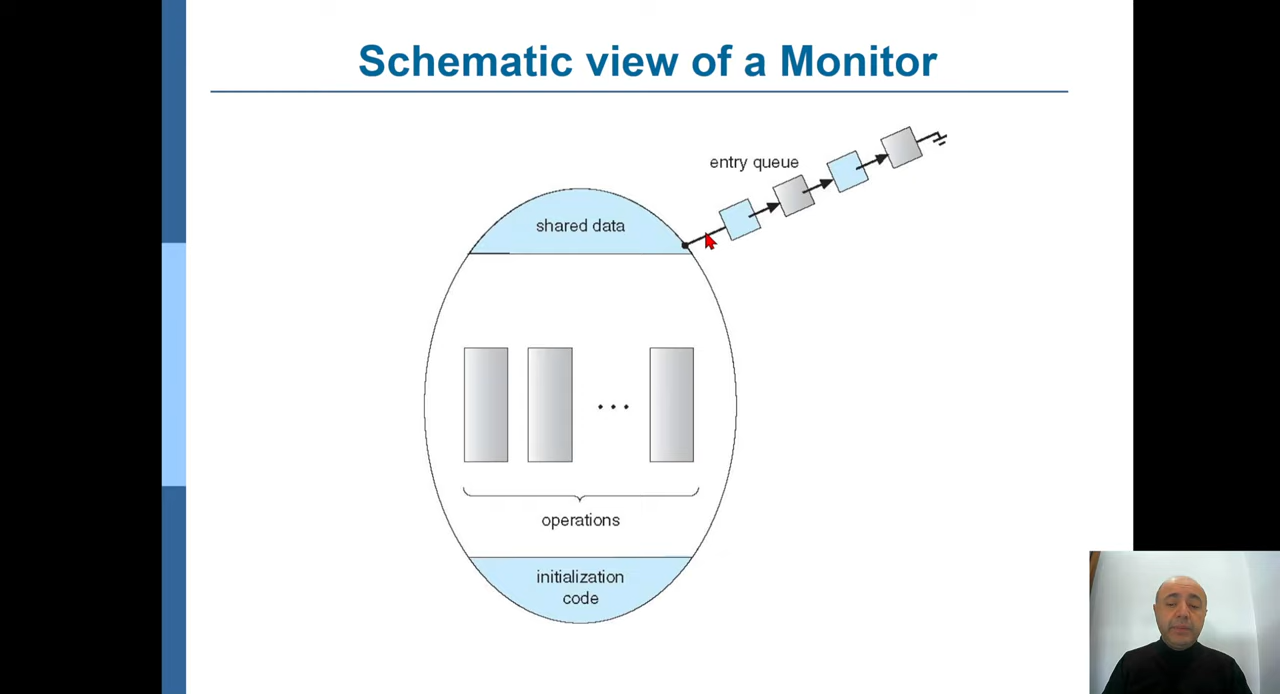 Schematic view of a Monitor
entry queue
shared data
. . .
operations
initialization
code